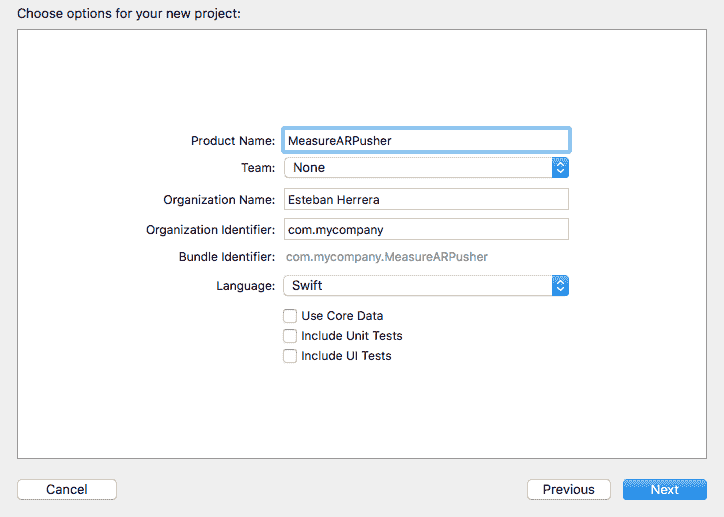 Choose options for your new project:
Product Name: MeasureARPusher
Team: None
Organization Name: Esteban Herrera
Organization Identifier: com.mycompany
Bundle Identifier: com.mycompany.MeasureARPusher
Language: Swift
Use Core Data
Include Unit Tests
Include UI Tests
Cancel Previous Next